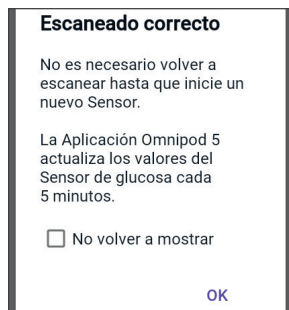 Escaneado correcto
No es necesario volver a
escanear hasta que inicie un
nuevo Sensor.
La Aplicación Omnipod 5
actualiza los valores del
Sensor de glucosa cada
5 minutos.
No volver a mostrar
OK